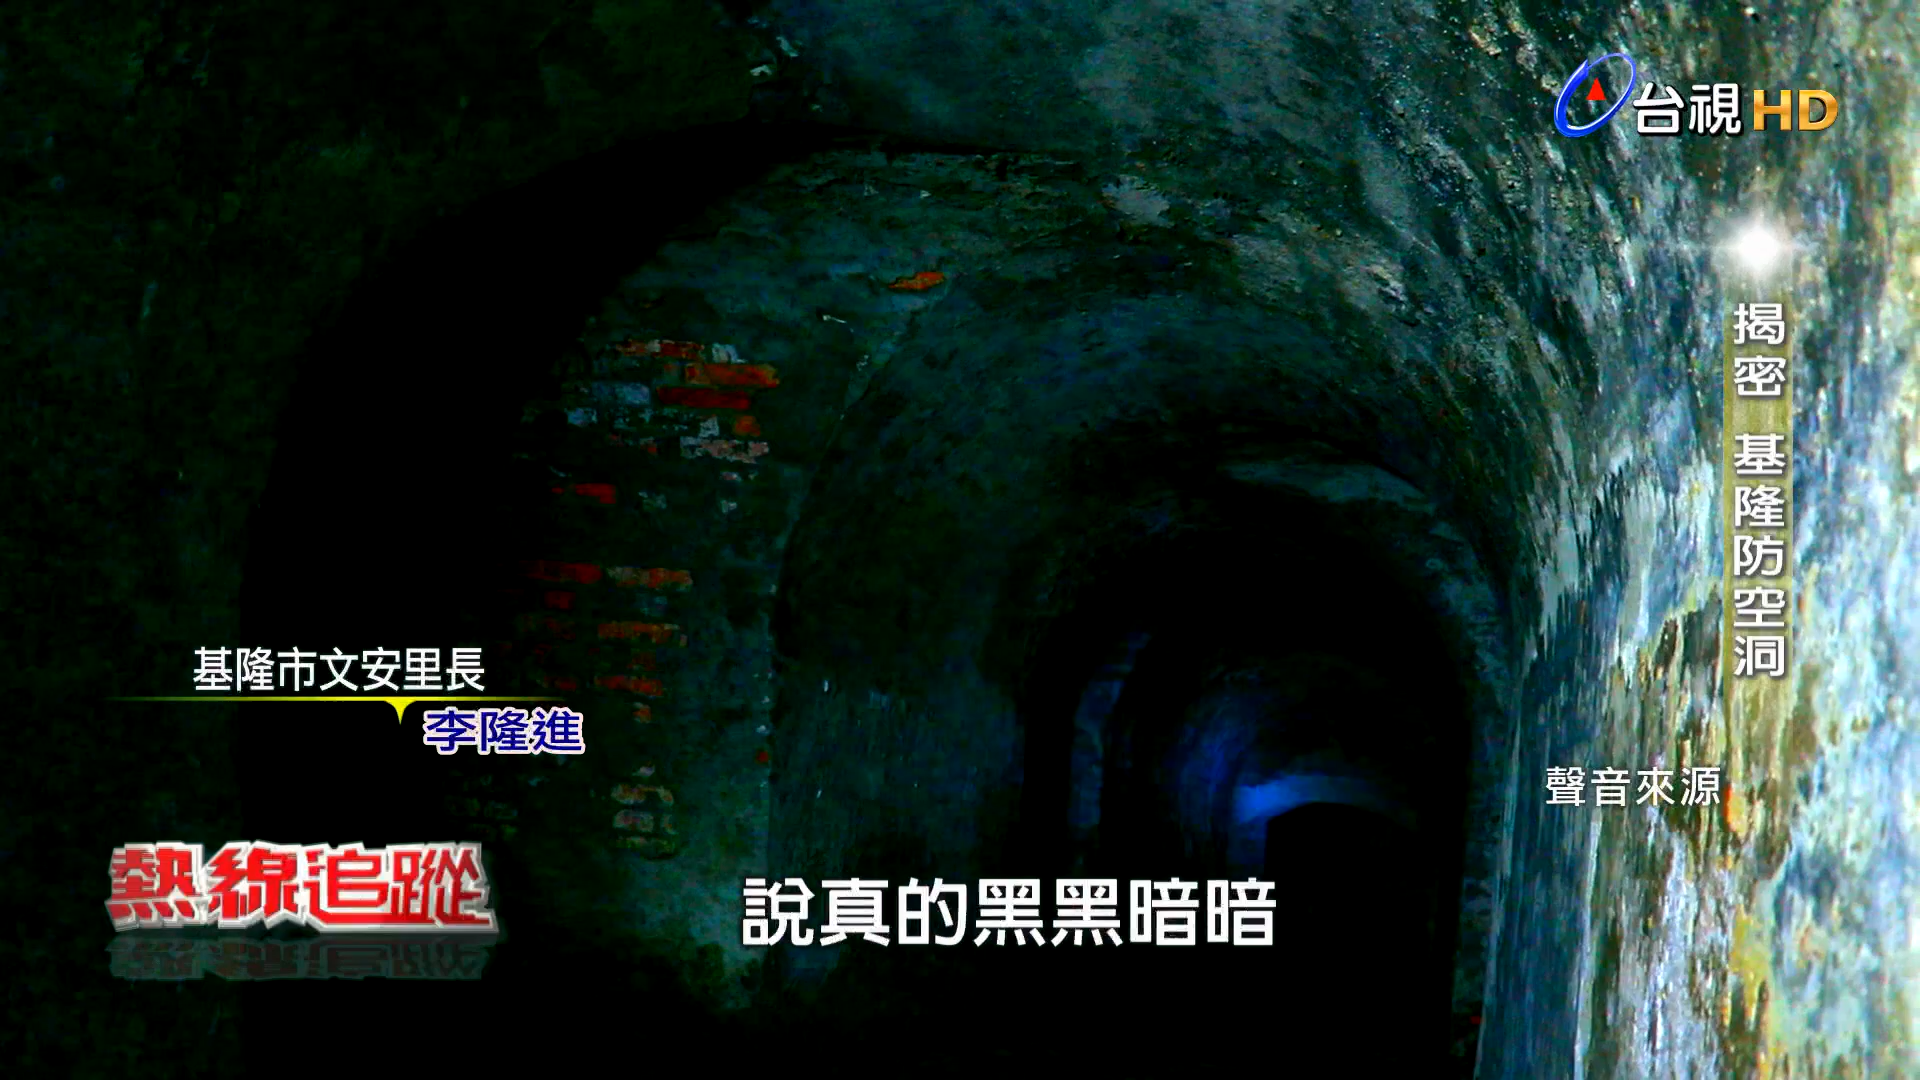 台視HD
揭密 基隆防空洞
基隆市文安里長
李隆進
聲音來源
熱線追蹤
說真的黑黑暗暗